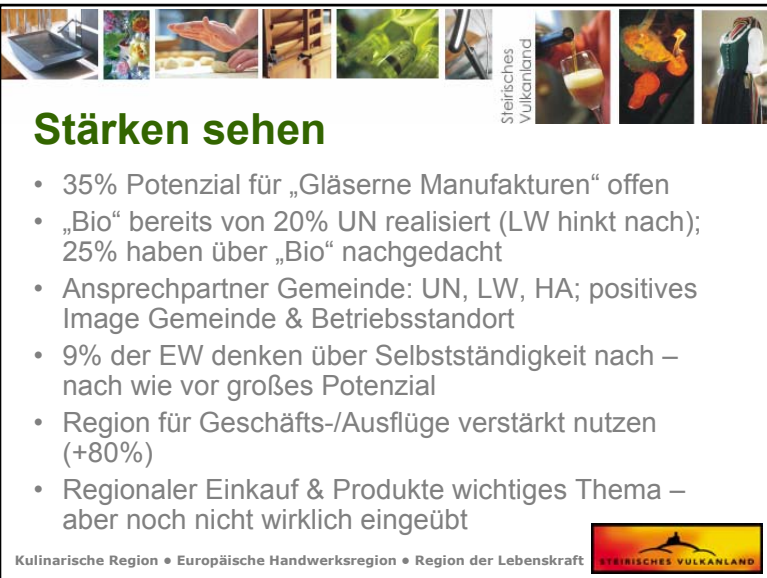 Steirisches
Vulkanland
Stärken sehen
• 35% Potenzial für „Gläserne Manufakturen“ offen
• „Bio“ bereits von 20% UN realisiert (LW hinkt nach);
25% haben über „Bio“ nachgedacht
• Ansprechpartner Gemeinde: UN, LW, HA; positives
Image Gemeinde & Betriebsstandort
• 9% der EW denken über Selbstständigkeit nach –
nach wie vor großes Potenzial
• Region für Geschäfts-/Ausflüge verstärkt nutzen
(+80%)
• Regionaler Einkauf & Produkte wichtiges Thema –
aber noch nicht wirklich eingeübt
Kulinarische Region • Europäische Handwerksregion • Region der Lebenskraft
STEIRISCHES VULKANLAND